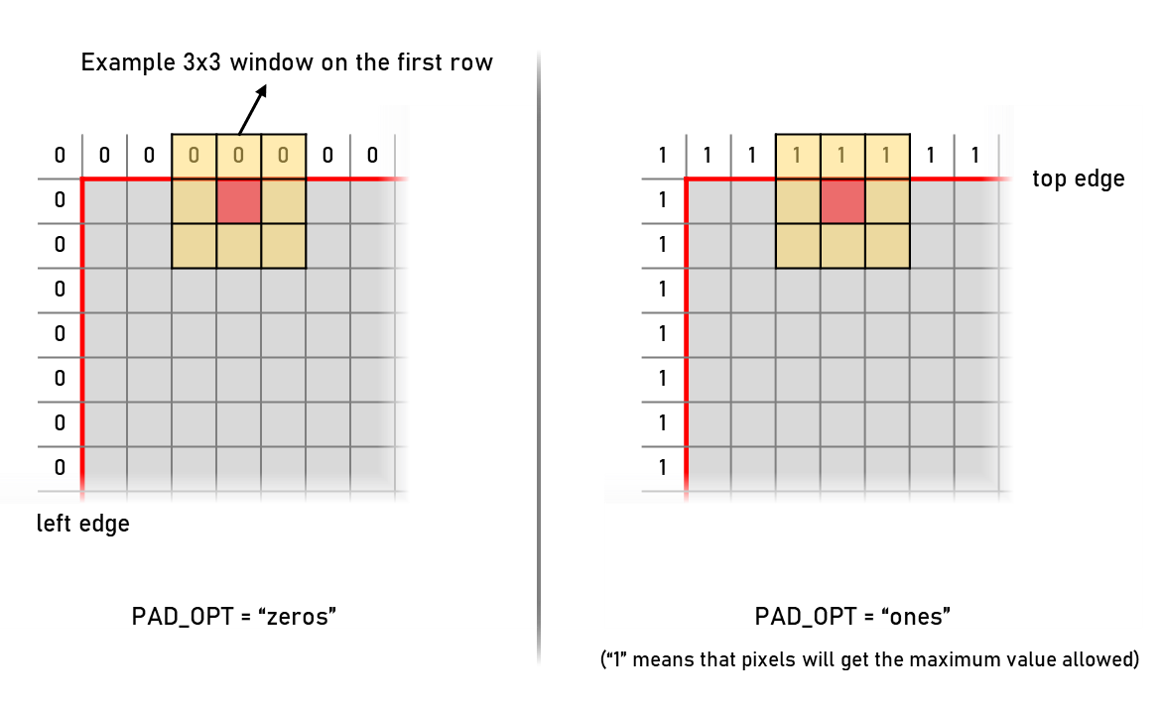 Example 3x3 window on the first row
0 0 0 0 0 0 0 0
0
0
0
0
0
0
0
left edge
PAD_OPT = “zeros”
1 1 1 1 1 1 1 1
top edge
1
1
1
1
1
1
1
PAD_OPT = “ones”
(“1” means that pixels will get the maximum value allowed)